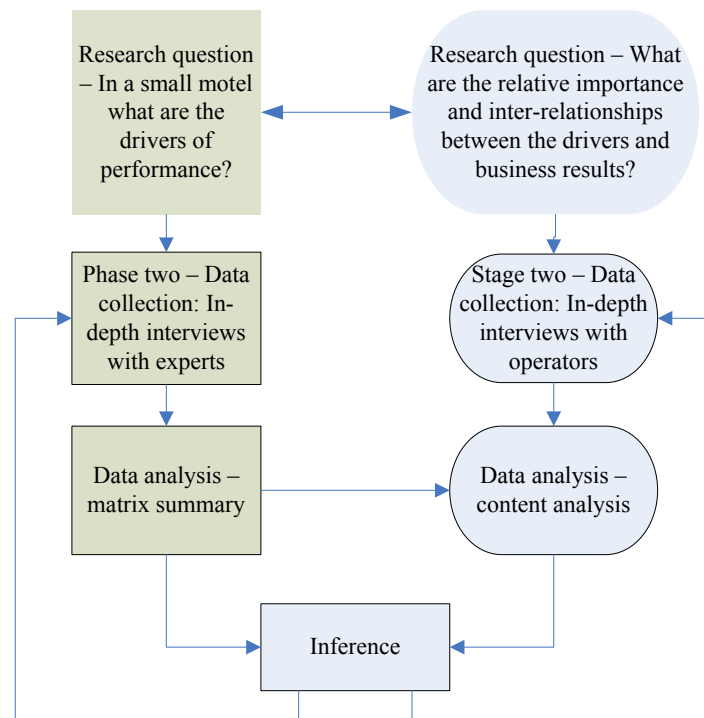 Research question
– In a small motel
what are the
drivers of
performance?
Research question – What
are the relative importance
and inter-relationships
between the drivers and
business results?
Phase two – Data
collection: In-
depth interviews
with experts
Stage two – Data
collection: In-depth
interviews with
operators
Data analysis –
matrix summary
Data analysis –
content analysis
Inference